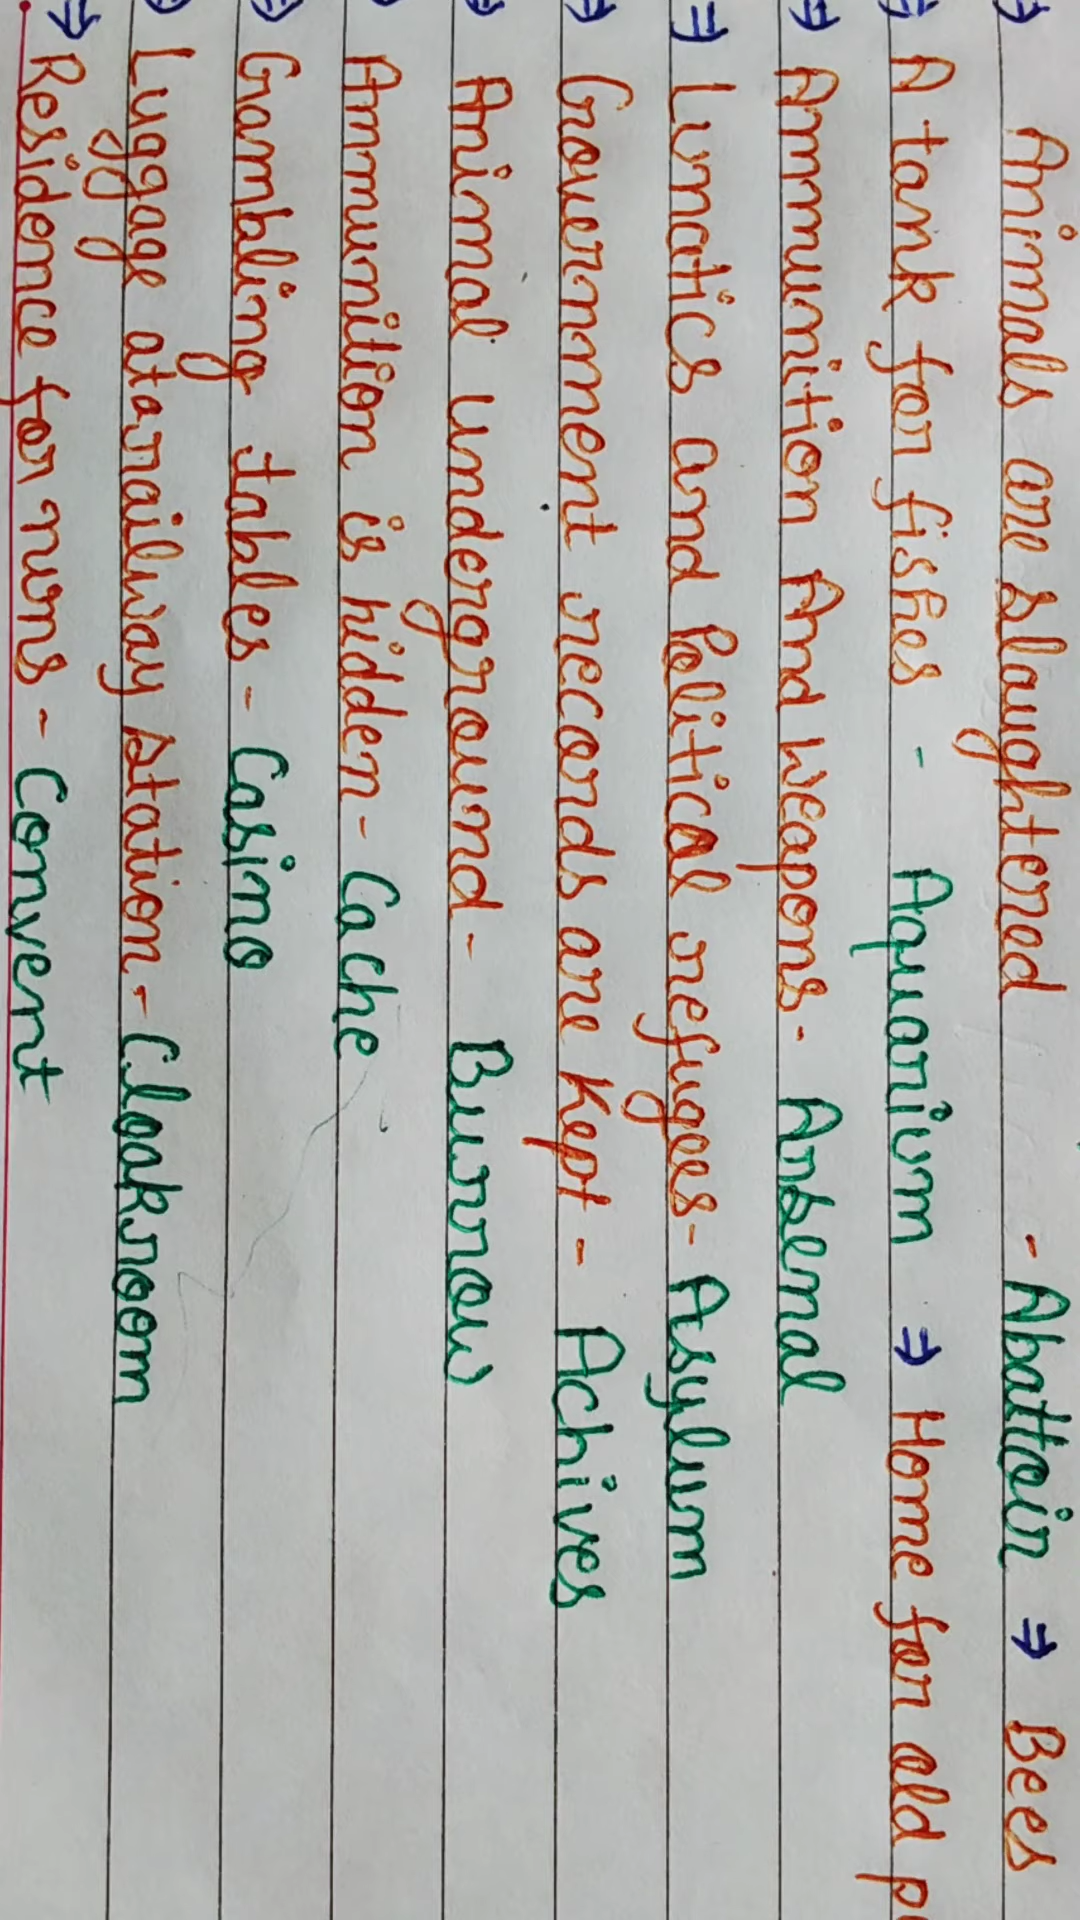 ⇒ Animals are slaughtered - Abattoir ⇒ Bees
⇒ A tank for fishes - Aquarium ⇒ Home for old
⇒ Ammunition And Weapons - Arsenal
⇒ Lunatics and Political refugees - Asylum
⇒ Government records are Kept - Achives
⇒ Animal underground - Burrow
Ammunition is hidden - Cache
⇒ Grambling tables - Casino
Luggage at a railway station - Cloakroom
⇒ Residence for nuns - Convent